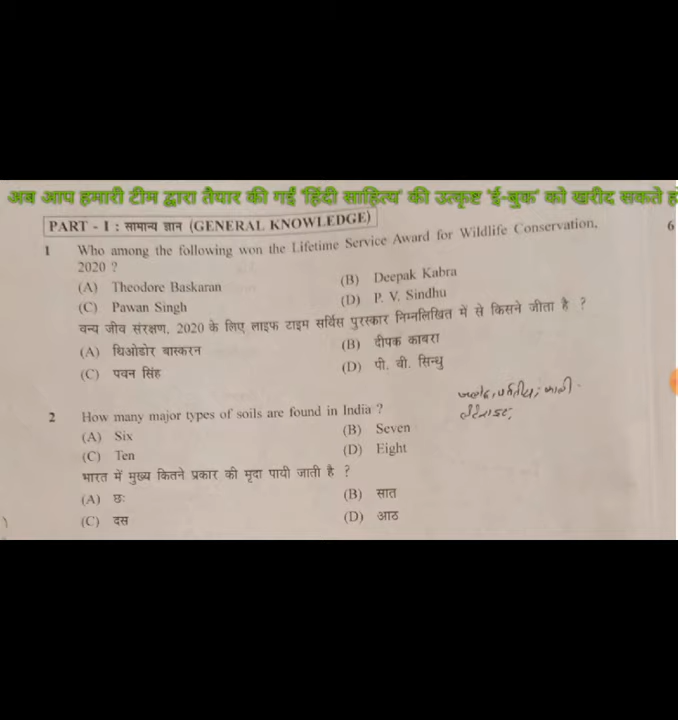 अब आप हमारी टीम द्वारा तैयार की गई 'हिंदी साहित्य' की उत्कृष्ट 'ई-बुक' को खरीद सकते ह
PART - I : सामान्य ज्ञान (GENERAL KNOWLEDGE)
6
1 Who among the following won the Lifetime Service Award for Wildlife Conservation,
2020 ?
(A) Theodore Baskaran (B) Deepak Kabra
(C) Pawan Singh (D) P. V. Sindhu
वन्य जीव संरक्षण, 2020 के लिए लाइफ टाइम सर्विस पुरस्कार निम्नलिखित में से किसने जीता है ?
(A) थिओडोर बास्करन (B) दीपक काबरा
(C) पवन सिंह (D) पी. वी. सिन्धु
2 How many major types of soils are found in India ?
(A) Six (B) Seven
(C) Ten (D) Eight
भारत में मुख्य कितने प्रकार की मृदा पायी जाती है ?
(A) छः (B) सात
(C) दस (D) आठ